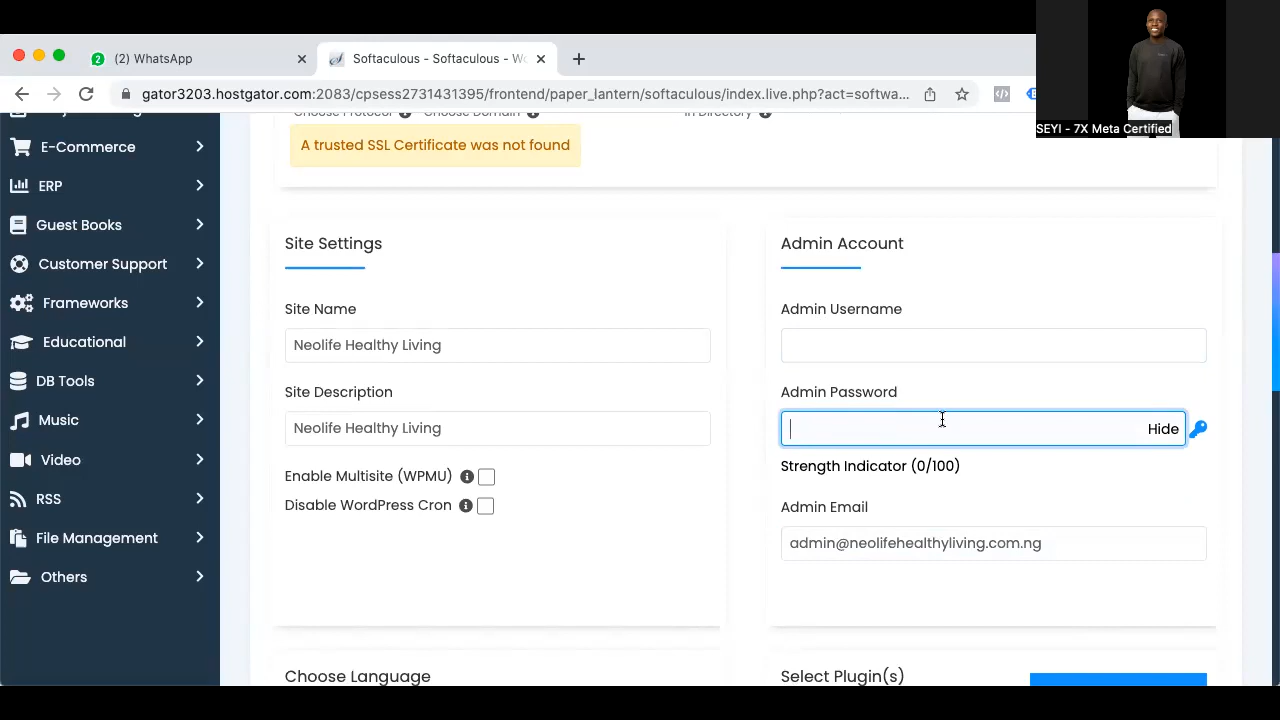 (2) WhatsApp
Softaculous - Softaculous - Wo
gator3203.hostgator.com:2083/cpsess2731431395/frontend/paper_lantern/softaculous/index.live.php?act=softwa...
SEYI - 7X Meta Certified
Choose Protocol
Choose Domain
In Directory
A trusted SSL Certificate was not found
E-Commerce
ERP
Guest Books
Customer Support
Frameworks
Educational
DB Tools
Music
Video
RSS
File Management
Others
Site Settings
Site Name
Neolife Healthy Living
Site Description
Neolife Healthy Living
Enable Multisite (WPMU)
Disable WordPress Cron
Admin Account
Admin Username
Admin Password
Hide
Strength Indicator (0/100)
Admin Email
admin@neolifehealthyliving.com.ng
Choose Language
Select Plugin(s)